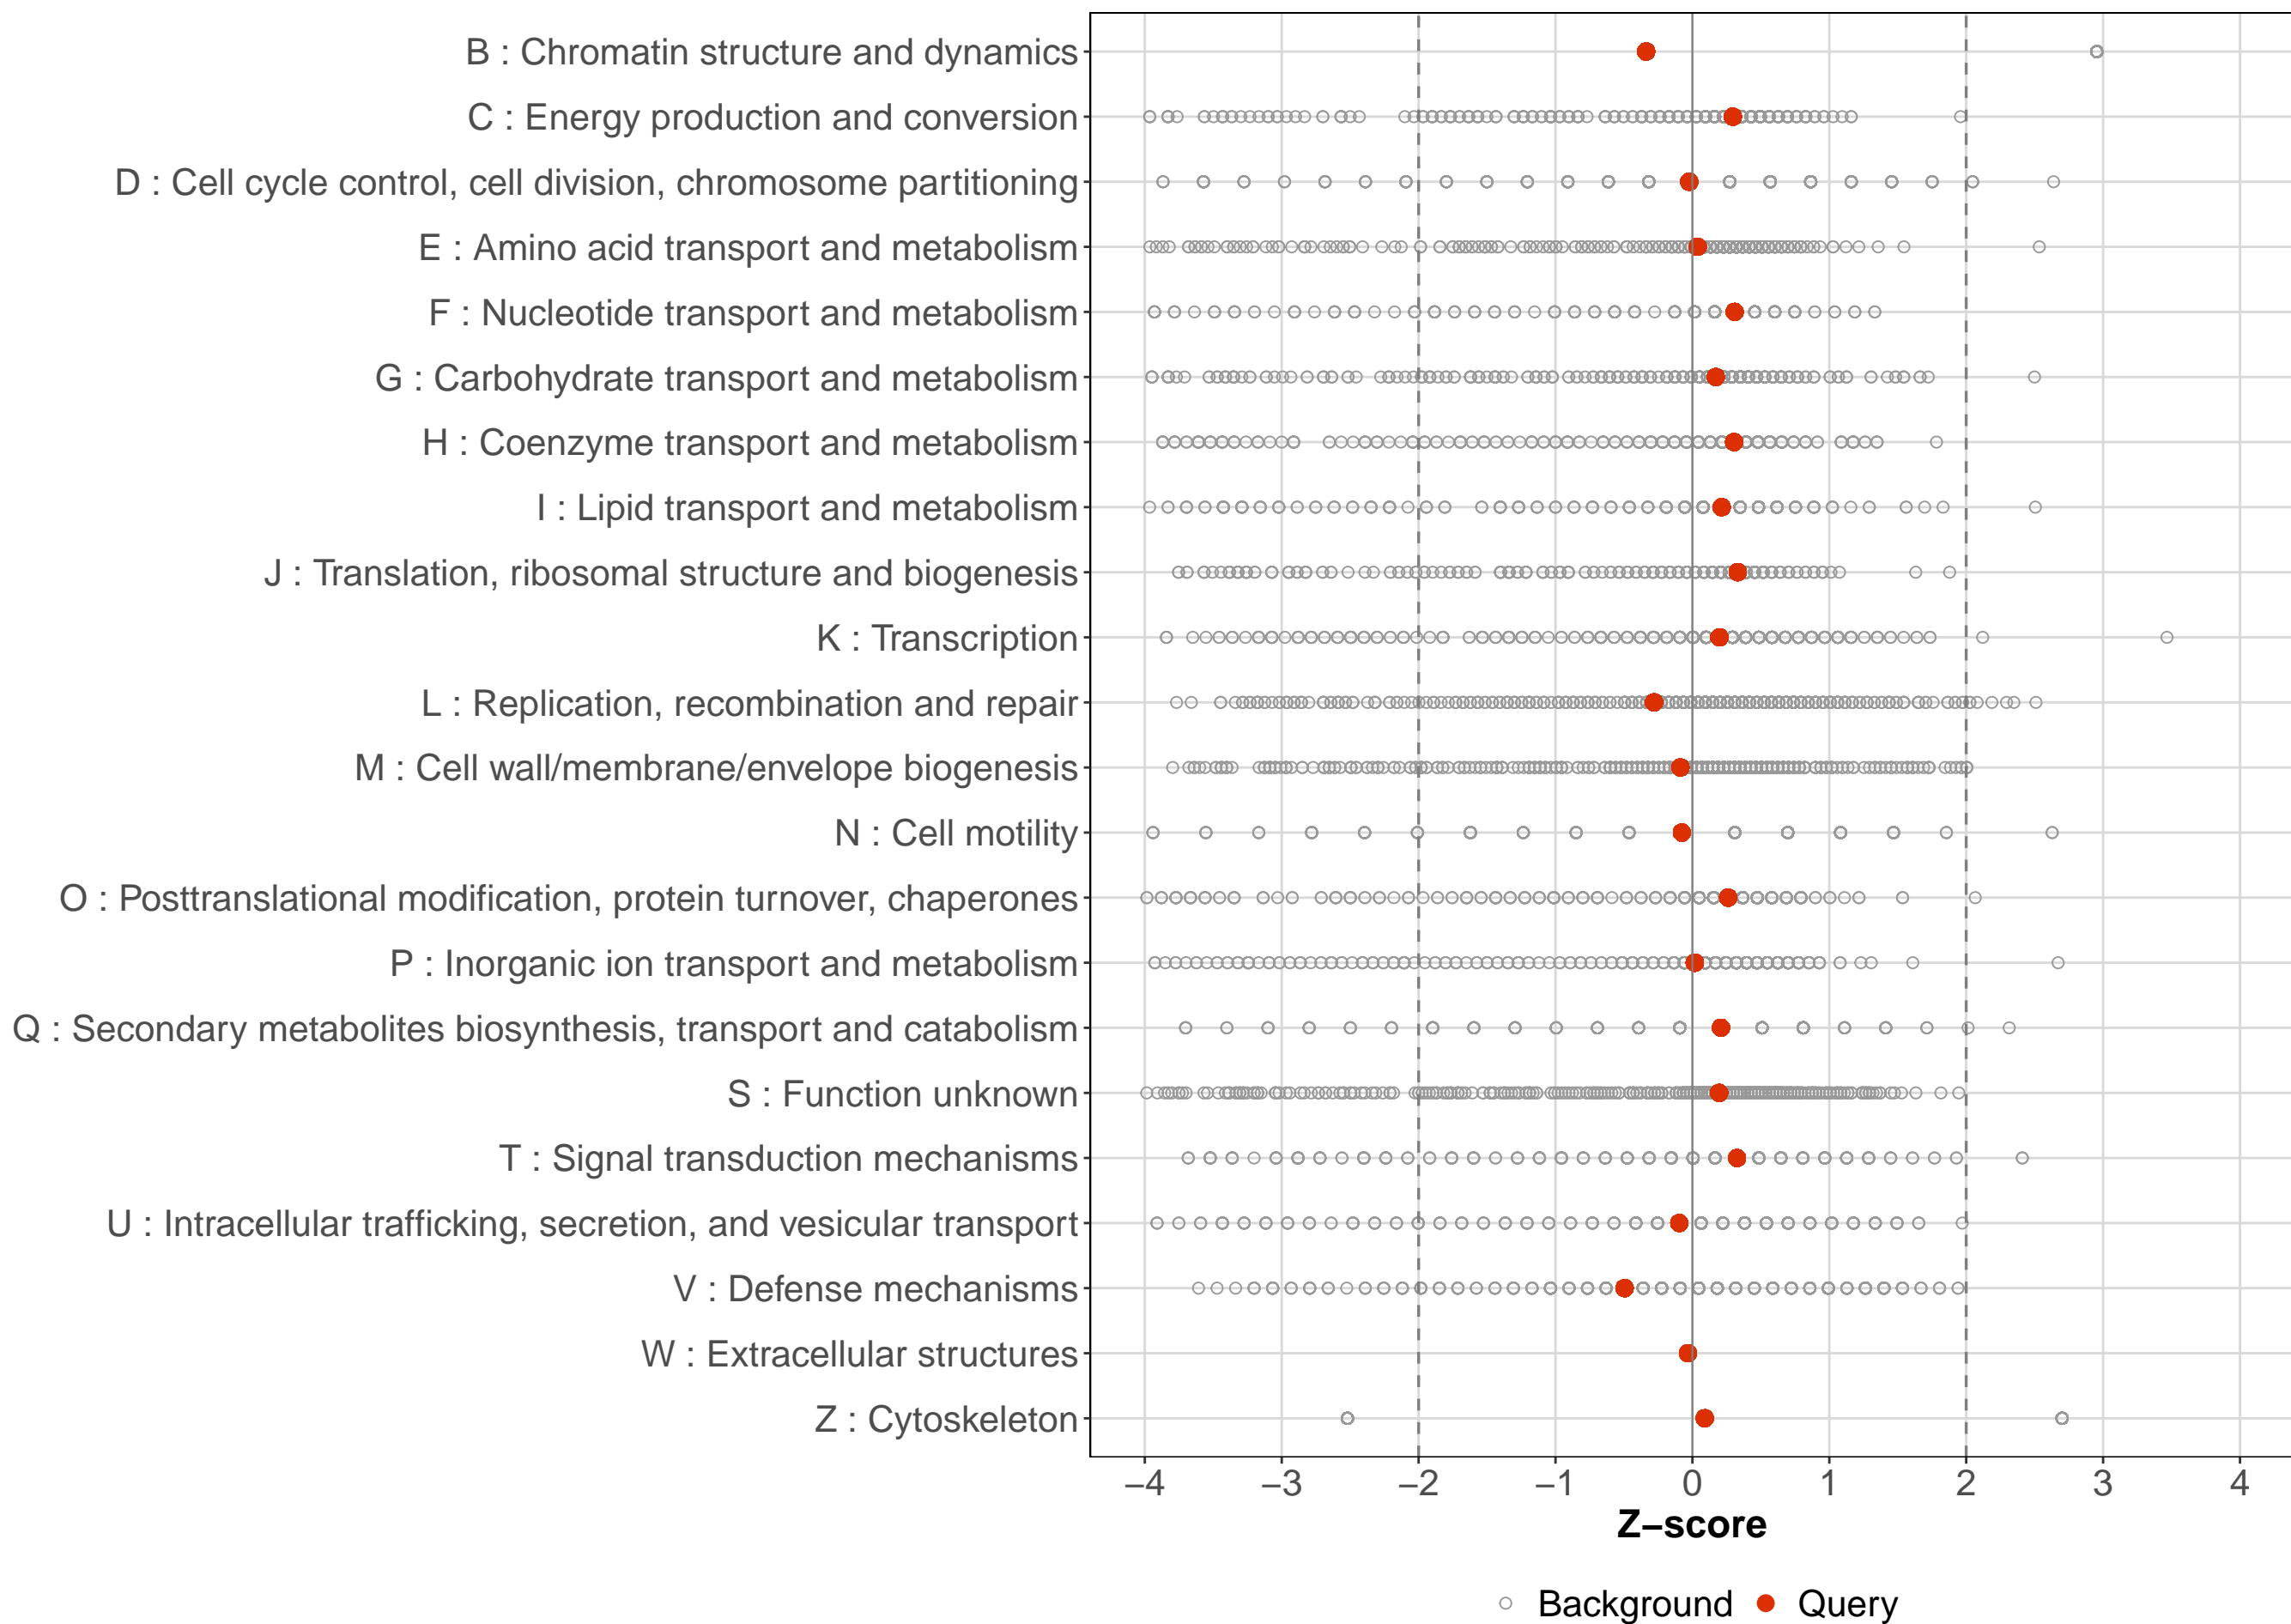 B : Chromatin structure and dynamics
C : Energy production and conversion
D : Cell cycle control, cell division, chromosome partitioning
E : Amino acid transport and metabolism
F : Nucleotide transport and metabolism
G : Carbohydrate transport and metabolism
H : Coenzyme transport and metabolism
I : Lipid transport and metabolism
J : Translation, ribosomal structure and biogenesis
K : Transcription
L : Replication, recombination and repair
M : Cell wall/membrane/envelope biogenesis
N : Cell motility
O : Posttranslational modification, protein turnover, chaperones
P : Inorganic ion transport and metabolism
Q : Secondary metabolites biosynthesis, transport and catabolism
S : Function unknown
T : Signal transduction mechanisms
U : Intracellular trafficking, secretion, and vesicular transport
V : Defense mechanisms
W : Extracellular structures
Z : Cytoskeleton
−4 −3 −2 −1 0 1 2 3 4
Z−score
Background Query